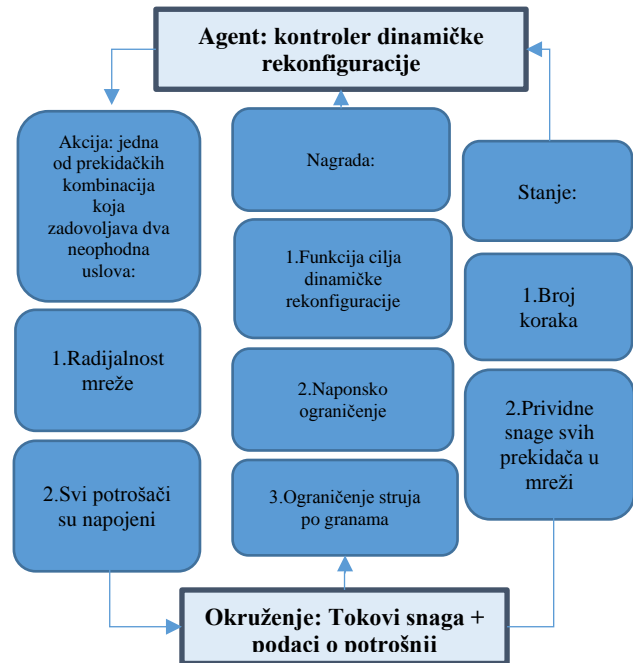 Agent: kontroler dinamičke
rekonfiguracije
Akcija: jedna
od prekidačkih
kombinacija
koja
zadovoljava dva
neophodna
uslova:
1.Radijalnost
mreže
2.Svi potrošači
su napojeni
Nagrada:
1.Funkcija cilja
dinamičke
rekonfiguracije
2.Naponsko
ograničenje
3.Ograničenje struja
po granama
Stanje:
1.Broj
koraka
2.Prividne
snage svih
prekidača u
mreži
Okruženje: Tokovi snaga +
podaci o potrošnji